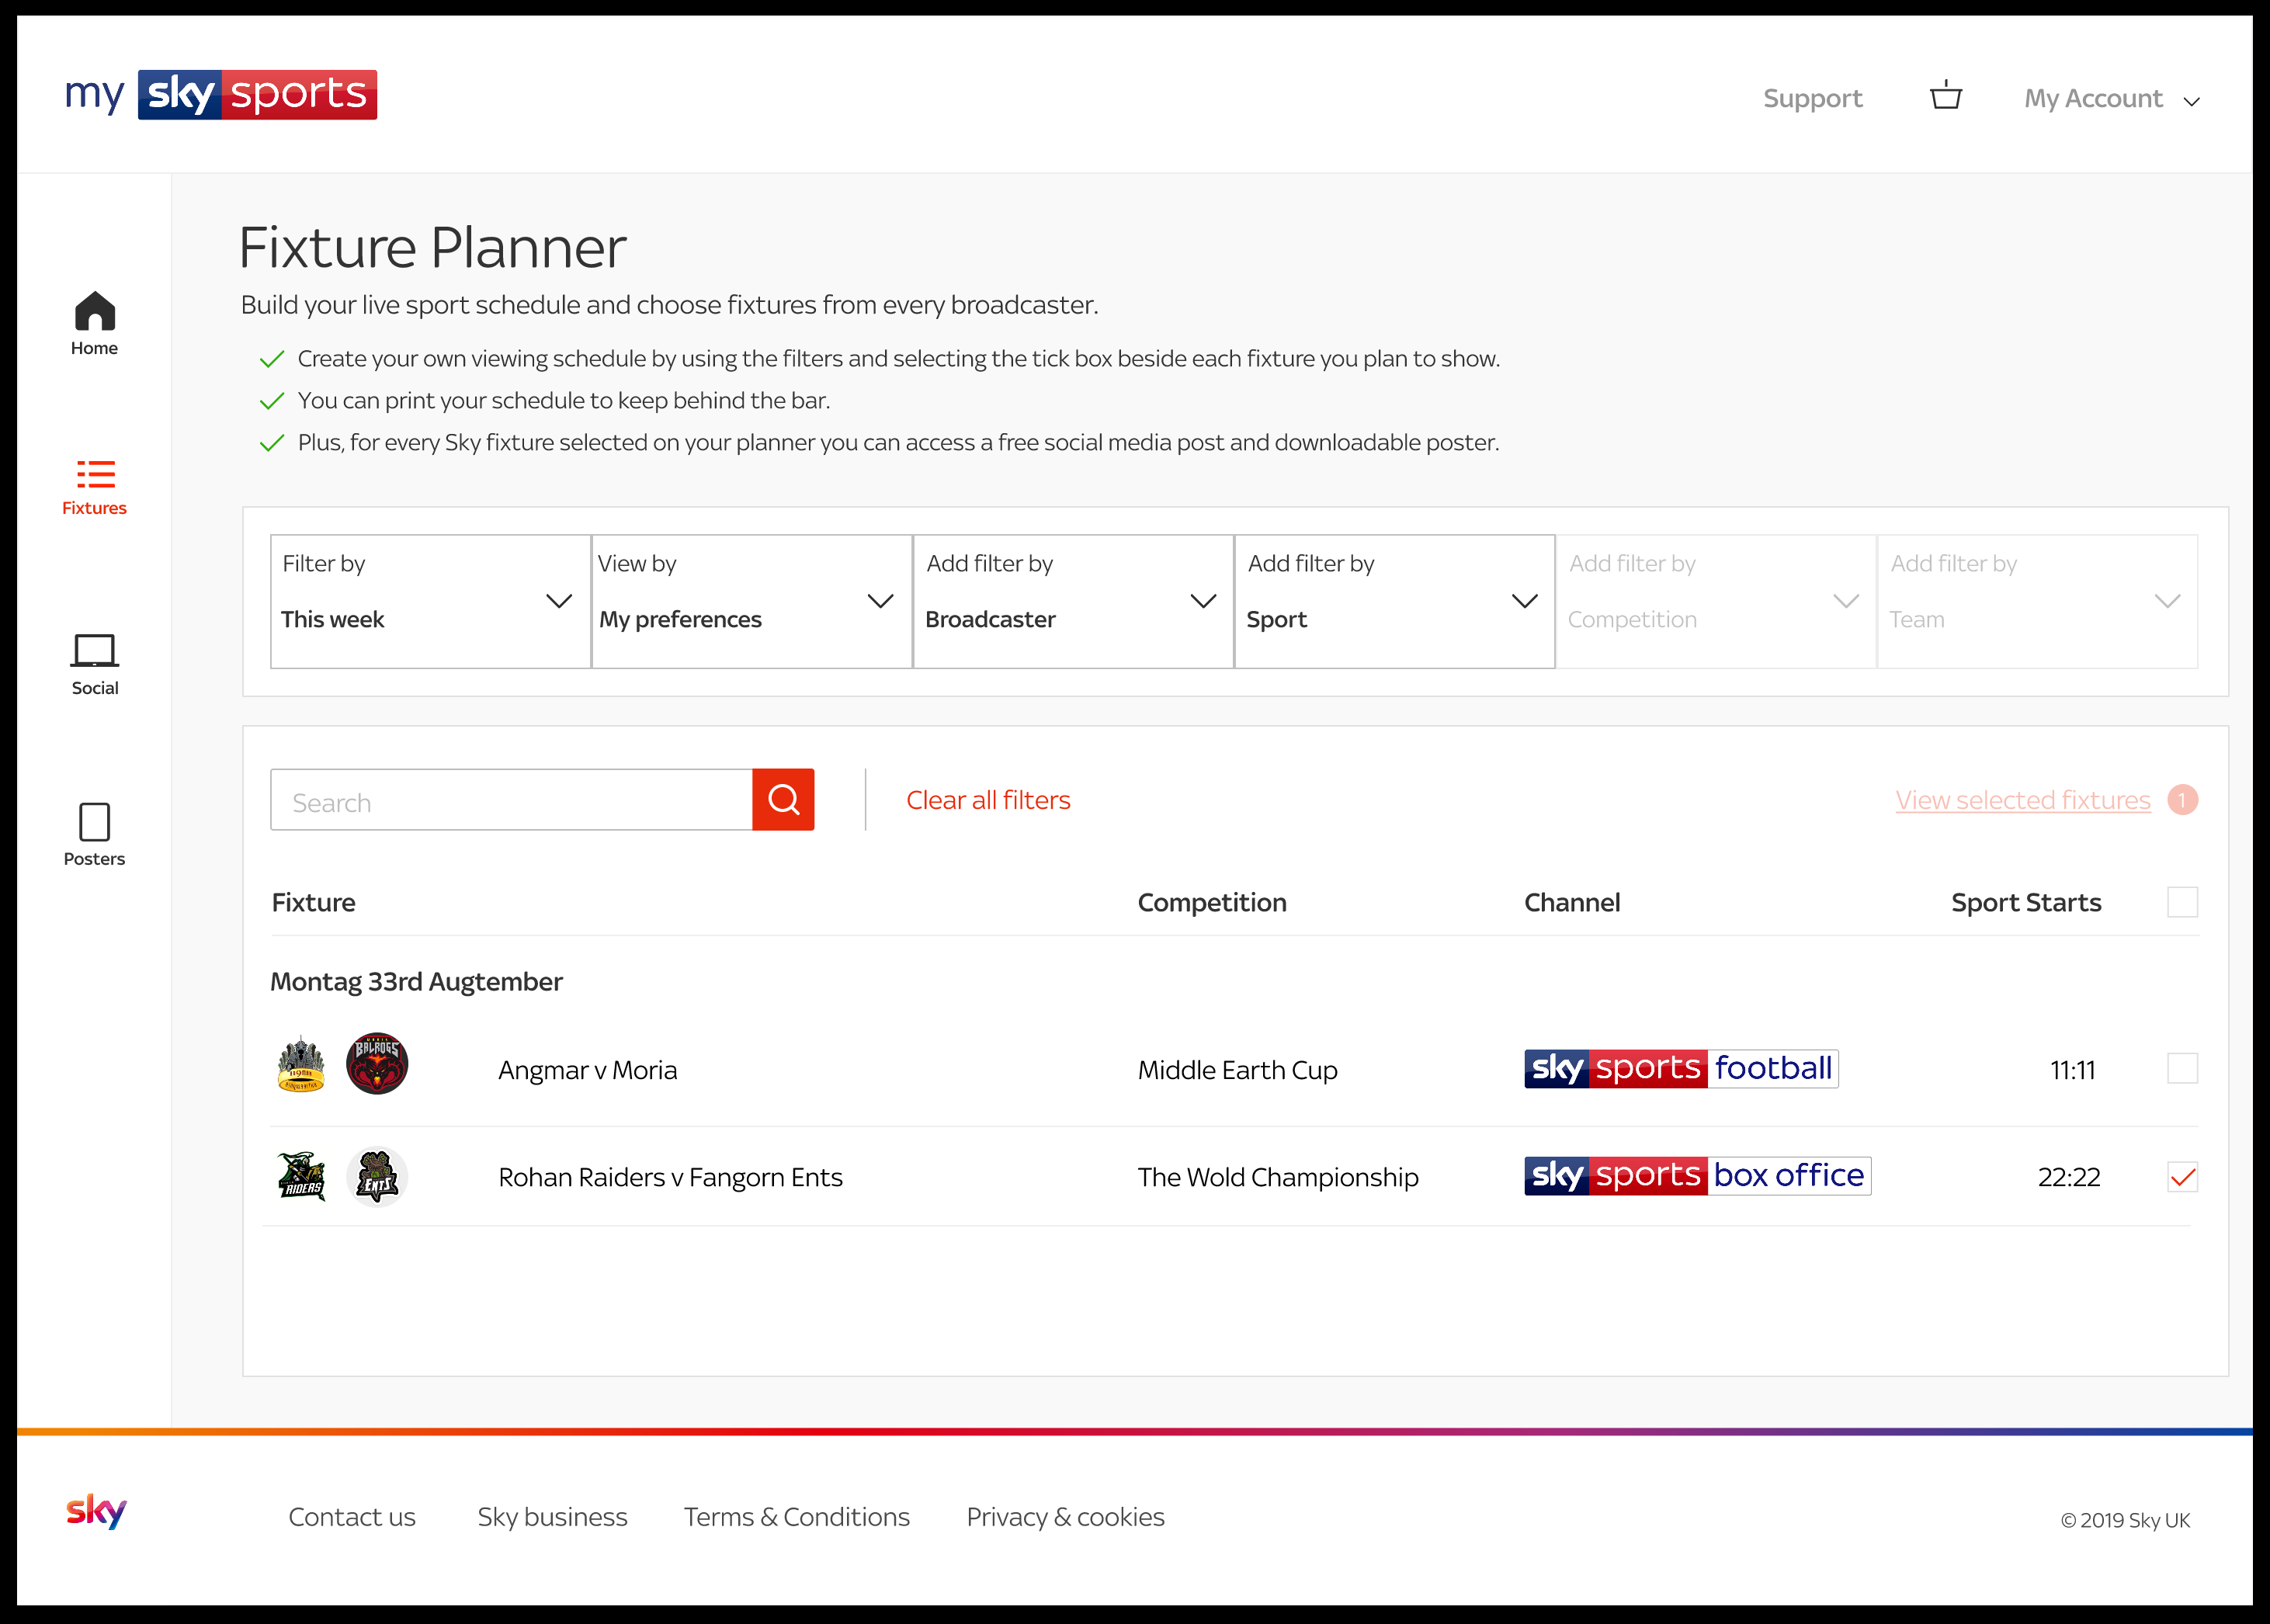 my sky sports
Support
My Account
Fixture Planner
Build your live sport schedule and choose fixtures from every broadcaster.
Create your own viewing schedule by using the filters and selecting the tick box beside each fixture you plan to show.
You can print your schedule to keep behind the bar.
Plus, for every Sky fixture selected on your planner you can access a free social media post and downloadable poster.
Home
Fixtures
Social
Posters
Filter by
This week
View by
My preferences
Add filter by
Broadcaster
Add filter by
Sport
Add filter by
Competition
Add filter by
Team
Search
Clear all filters
View selected fixtures 1
Fixture Competition Channel Sport Starts
Montag 33rd Augtember
BALROGS
Angmar v Moria Middle Earth Cup sky sports football 11:11
RIDERS
ENTS
Rohan Raiders v Fangorn Ents The Wold Championship sky sports box office 22:22
sky
Contact us Sky business Terms & Conditions Privacy & cookies
© 2019 Sky UK